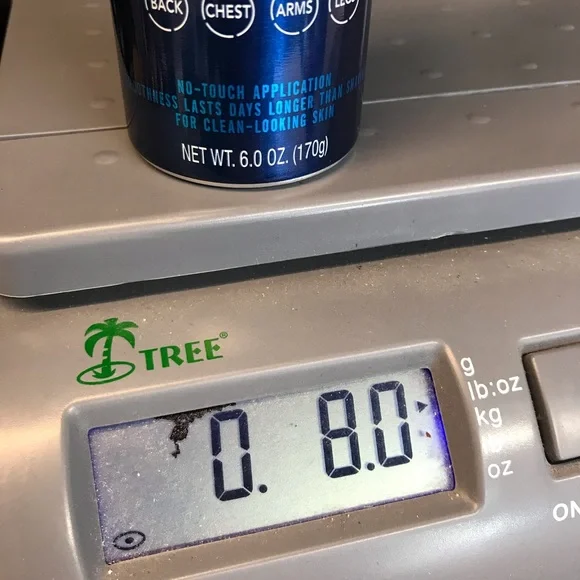 BACK CHEST ARMS
NO-TOUCH APPLICATION
LASTS DAYS LONGER THAN
FOR CLEAN-LOOKING SKIN
NET WT. 6.0 OZ. (170g)
TREE®
g
lb:oz
kg
oz
0. 8.0